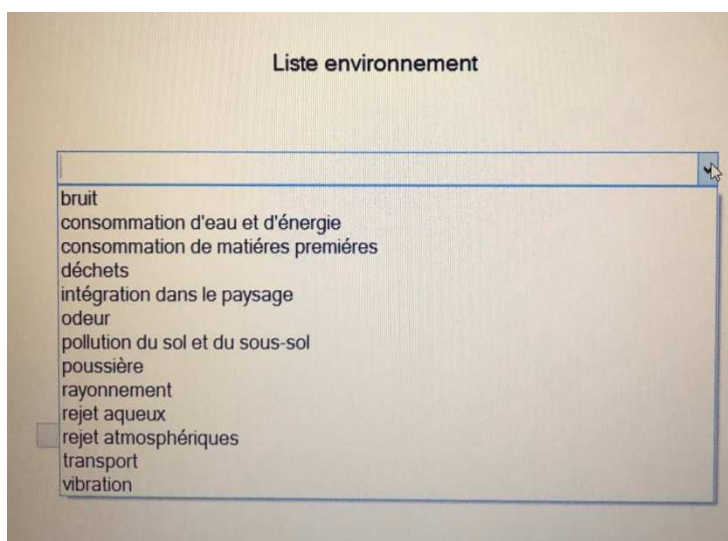 Liste environnement
bruit
consommation d'eau et d'énergie
consommation de matiéres premiéres
déchets
intégration dans le paysage
odeur
pollution du sol et du sous-sol
poussière
rayonnement
rejet aqueux
rejet atmosphériques
transport
vibration